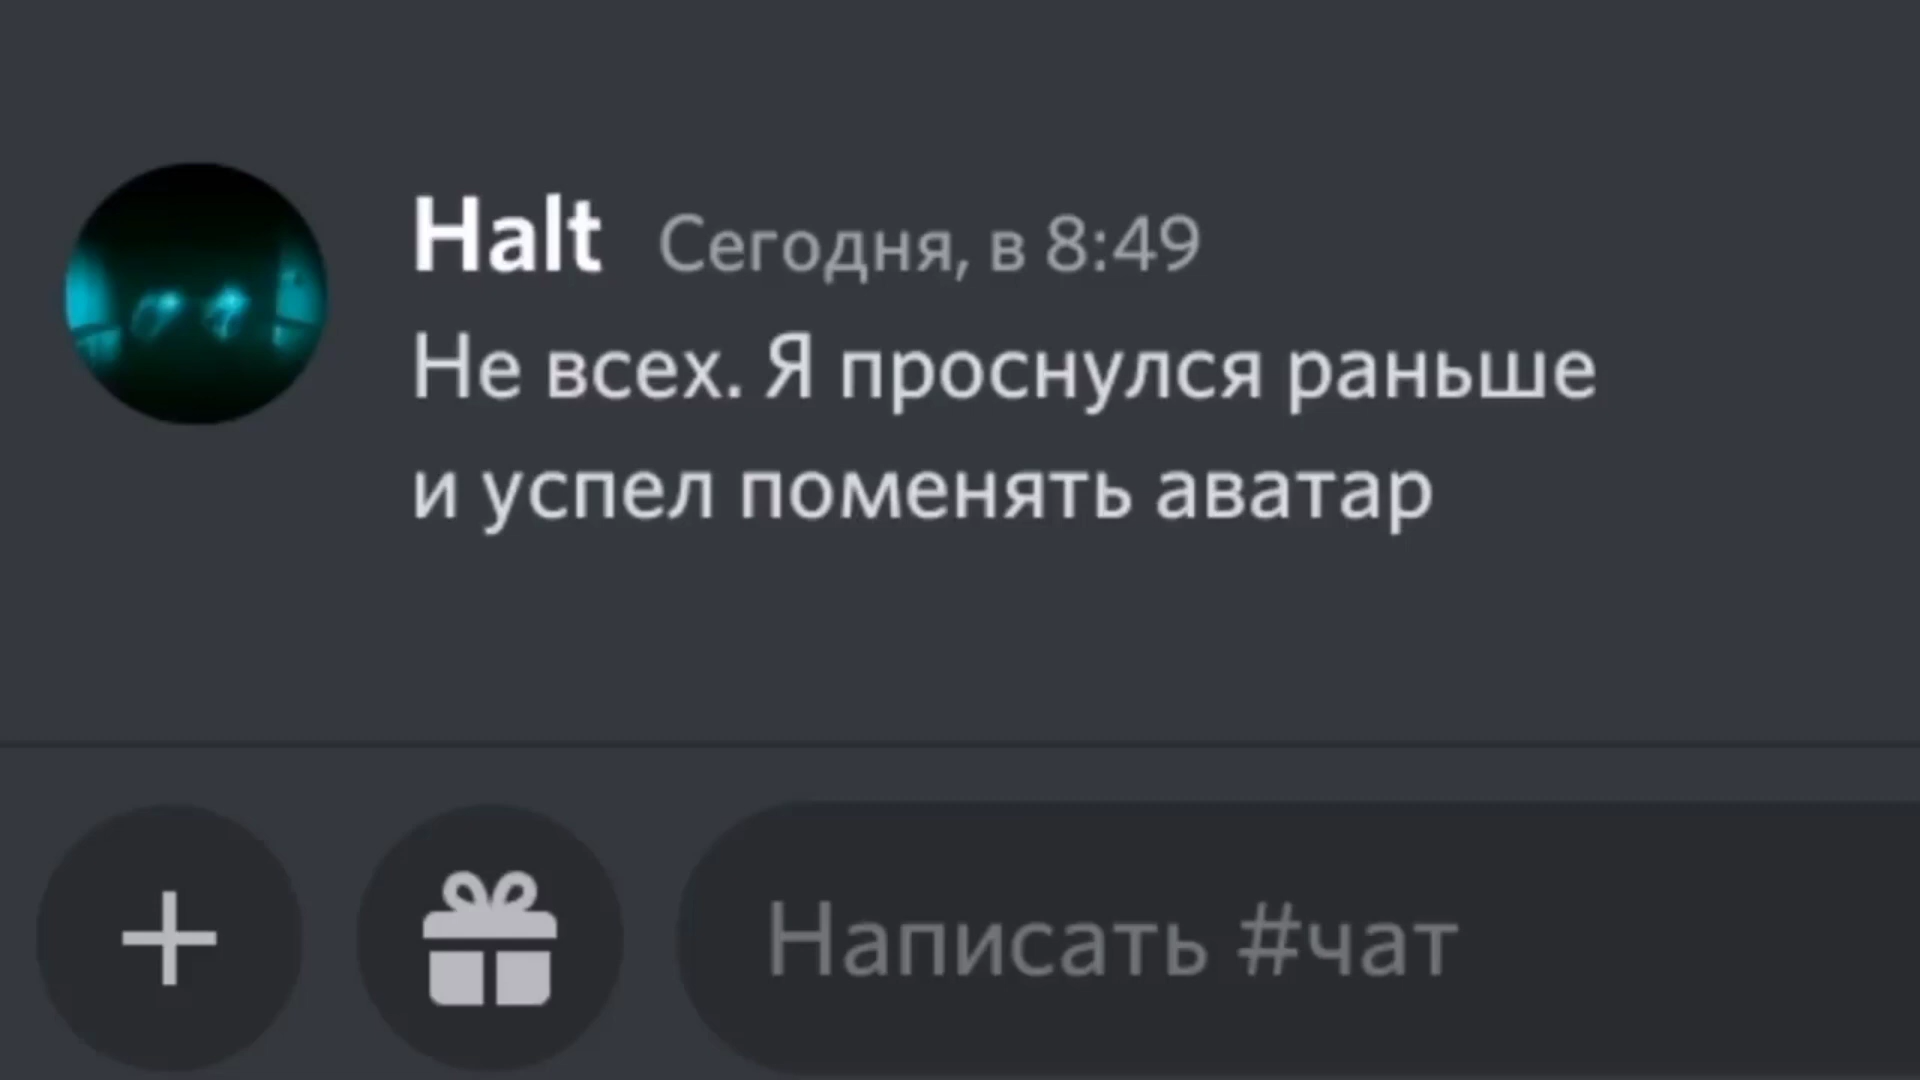 Halt Сегодня, в 8:49
Не всех. Я проснулся раньше
и успел поменять аватар
Написать #чат